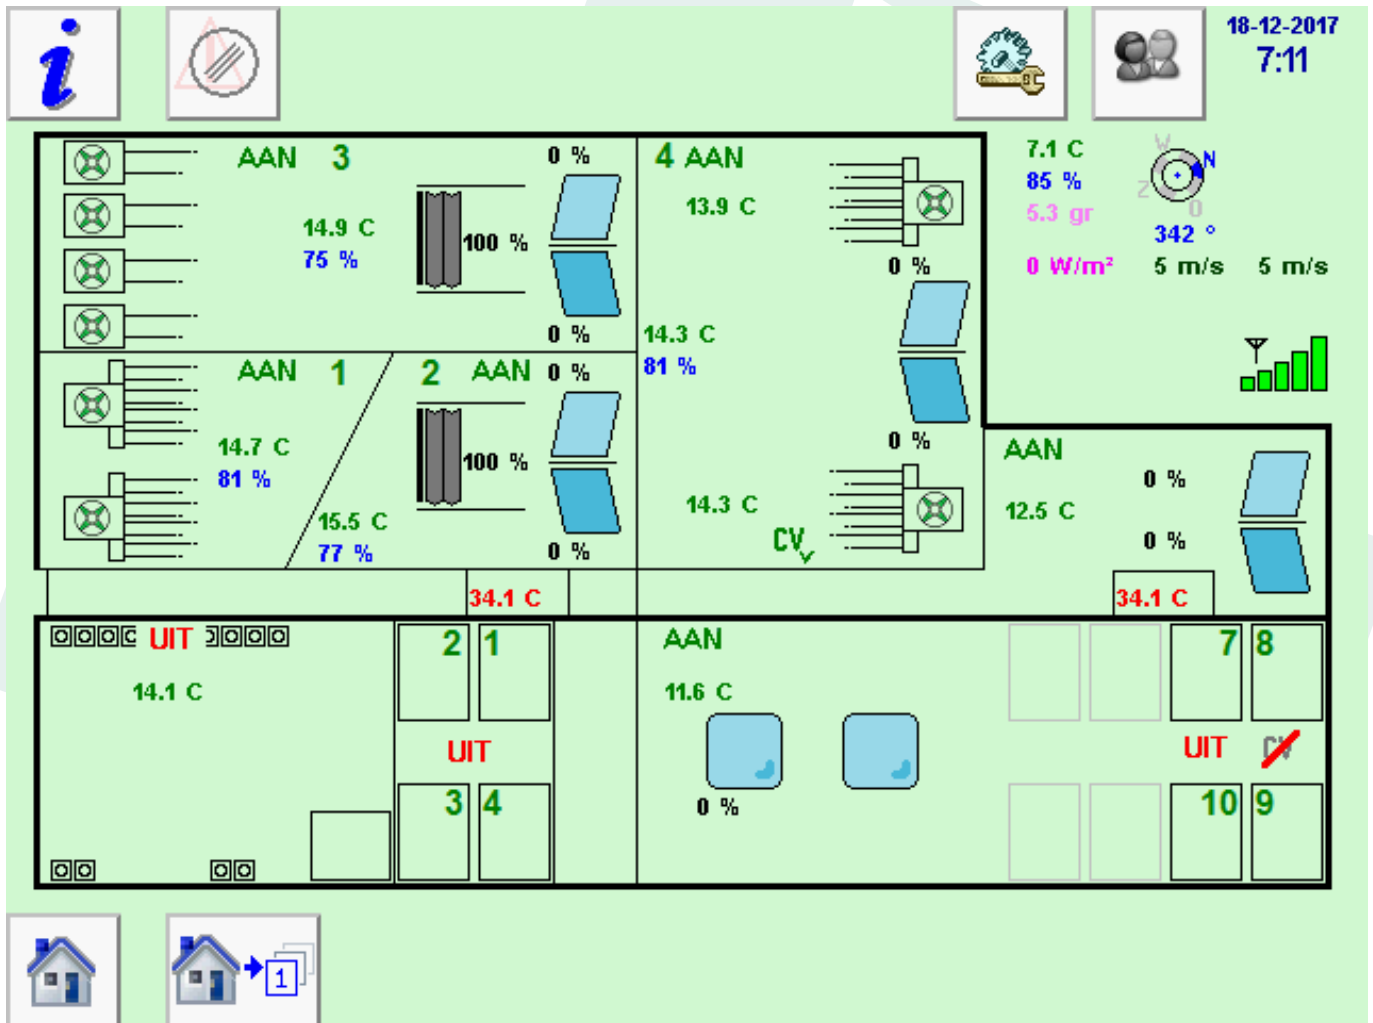 i
18-12-2017
7:11
AAN 3
0 %
14.9 C
75 %
100 %
0 %
4 AAN
13.9 C
0 %
14.3 C
81 %
0 %
14.3 C
CV
7.1 C
85 %
5.3 gr
0 W/m²
W
N
Z
O
342 °
5 m/s 5 m/s
AAN 1
14.7 C
81 %
2 AAN
0 %
100 %
15.5 C
77 %
0 %
AAN
0 %
12.5 C
0 %
34.1 C
34.1 C
UIT
14.1 C
2 1
UIT
3 4
AAN
11.6 C
0 %
7 8
UIT CV
10 9
1